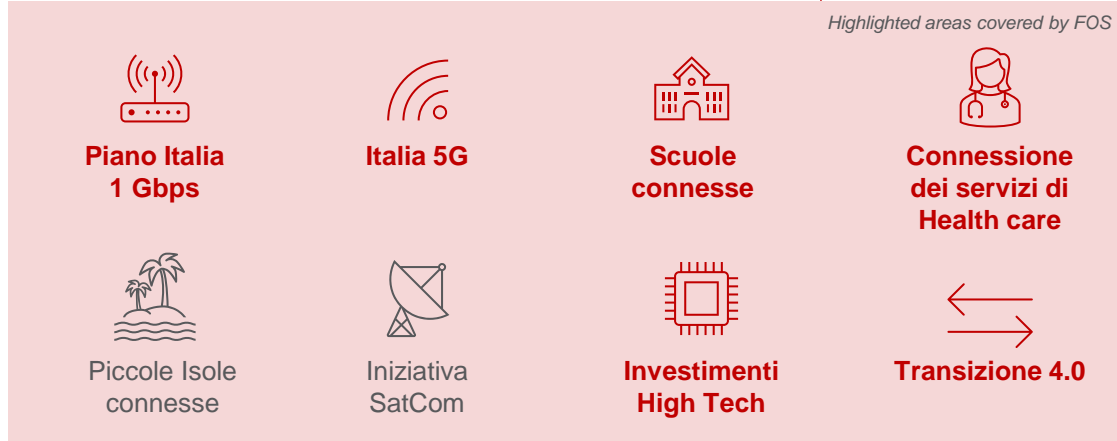 Highlighted areas covered by FOS
Piano Italia
1 Gbps
Italia 5G
Scuole
connesse
Connessione
dei servizi di
Health care
Piccole Isole
connesse
Iniziativa
SatCom
Investimenti
High Tech
Transizione 4.0